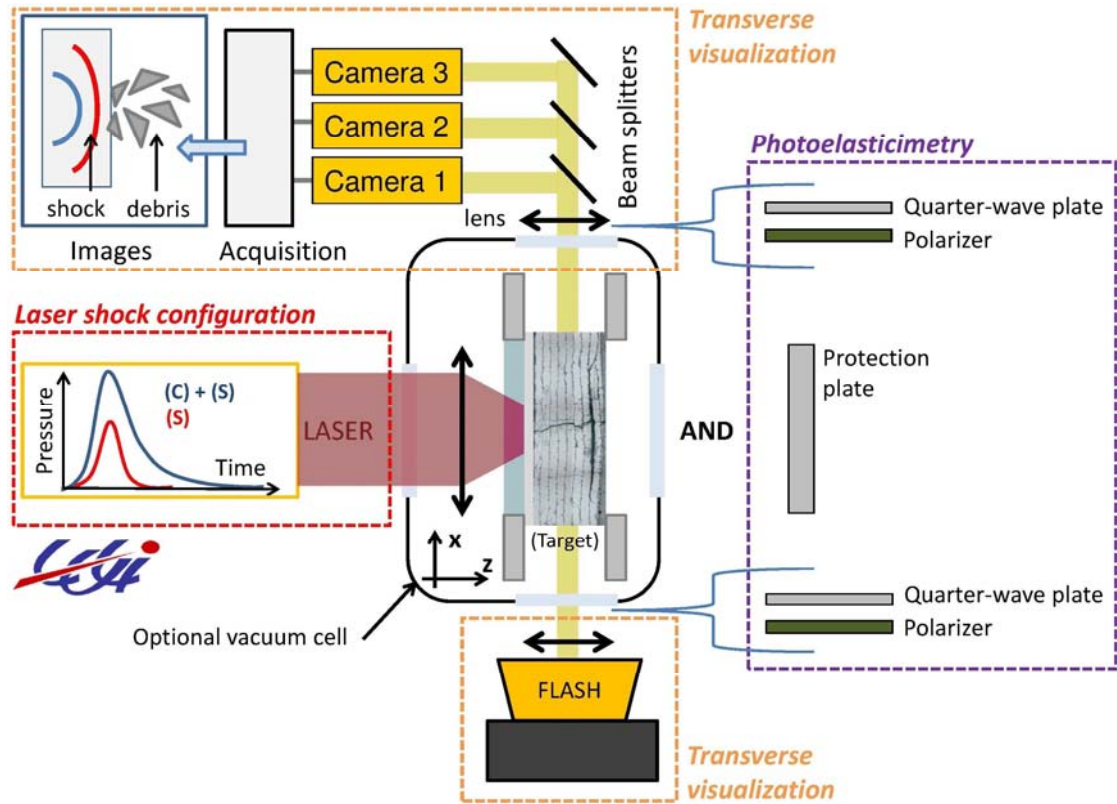 Transverse
visualization
Camera 3
Camera 2
Camera 1
Beam splitters
lens
shock
debris
Images
Acquisition
Photoelasticimetry
Quarter-wave plate
Polarizer
Protection
plate
Quarter-wave plate
Polarizer
Laser shock configuration
Pressure
(C) + (S)
(S)
Time
LASER
AND
(Target)
x
z
Optional vacuum cell
FLASH
Transverse
visualization